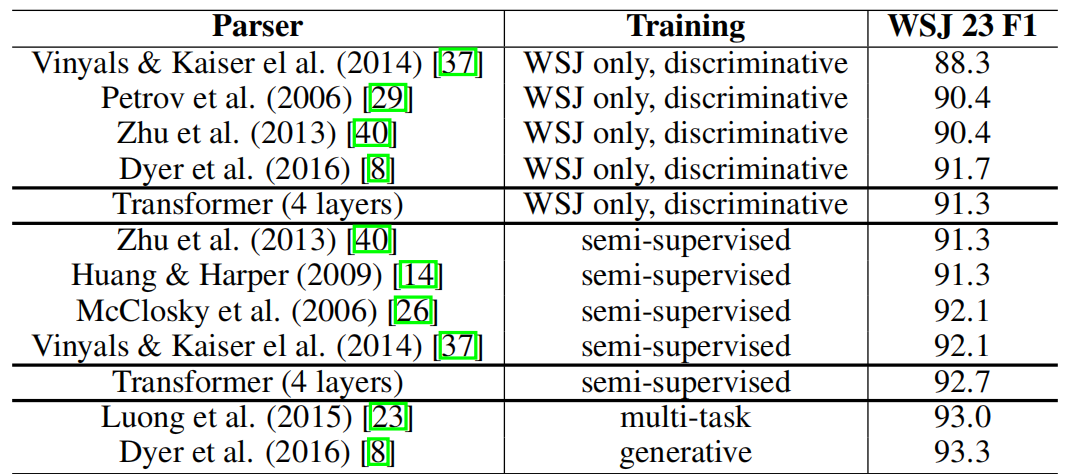 Parser Training WSJ 23 F1
Vinyals & Kaiser el al. (2014) [37] WSJ only, discriminative 88.3
Petrov et al. (2006) [29] WSJ only, discriminative 90.4
Zhu et al. (2013) [40] WSJ only, discriminative 90.4
Dyer et al. (2016) [8] WSJ only, discriminative 91.7
Transformer (4 layers) WSJ only, discriminative 91.3
Zhu et al. (2013) [40] semi-supervised 91.3
Huang & Harper (2009) [14] semi-supervised 91.3
McClosky et al. (2006) [26] semi-supervised 92.1
Vinyals & Kaiser el al. (2014) [37] semi-supervised 92.1
Transformer (4 layers) semi-supervised 92.7
Luong et al. (2015) [23] multi-task 93.0
Dyer et al. (2016) [8] generative 93.3